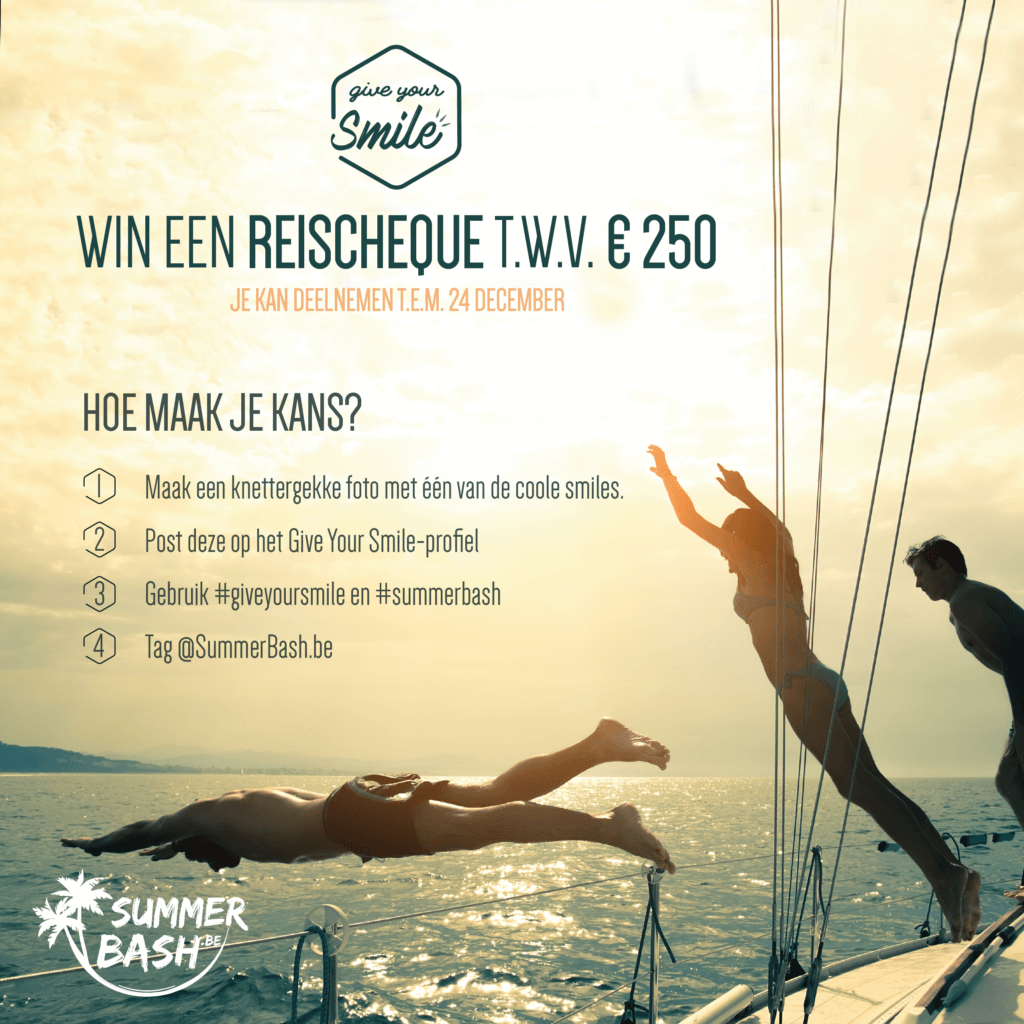 give your
Smile
WIN EEN REISCHEQUE T.W.V. € 250
JE KAN DEELNEMEN T.E.M. 24 DECEMBER
HOE MAAK JE KANS?
1 Maak een knettergekke foto met één van de coole smiles.
2 Post deze op het Give Your Smile-profiel
3 Gebruik #giveyoursmile en #summerbash
4 Tag @SummerBash.be
SUMMER
BASH.BE